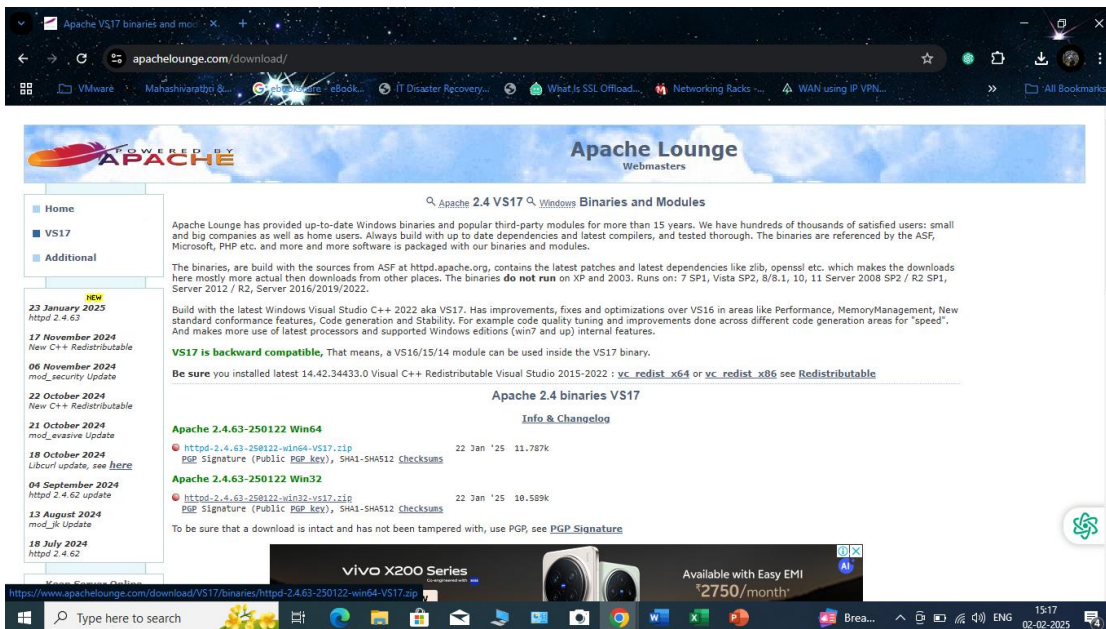 Apache VS17 binaries and mod
apachelounge.com/download/
VMware
Mahashivarathri &...
eBook...
IT Disaster Recovery...
What Is SSL Offload...
Networking Racks -...
WAN using IP VPN...
»
All Bookmarks
POWERED BY
APACHE
Apache Lounge
Webmasters
Home
VS17
Additional
NEW
23 January 2025
httpd 2.4.63
17 November 2024
New C++ Redistributable
06 November 2024
mod_security Update
22 October 2024
New C++ Redistributable
21 October 2024
mod_evasive Update
18 October 2024
Libcurl update, see here
04 September 2024
httpd 2.4.62 update
13 August 2024
mod_jk Update
18 July 2024
httpd 2.4.62
Keep Server Online
Apache 2.4 VS17 Windows Binaries and Modules
Apache Lounge has provided up-to-date Windows binaries and popular third-party modules for more than 15 years. We have hundreds of thousands of satisfied users: small
and big companies as well as home users. Always build with up to date dependencies and latest compilers, and tested thorough. The binaries are referenced by the ASF,
Microsoft, PHP etc. and more and more software is packaged with our binaries and modules.
The binaries, are build with the sources from ASF at httpd.apache.org, contains the latest patches and latest dependencies like zlib, openssl etc. which makes the downloads
here mostly more actual then downloads from other places. The binaries do not run on XP and 2003. Runs on: 7 SP1, Vista SP2, 8/8.1, 10, 11 Server 2008 SP2 / R2 SP1,
Server 2012 / R2, Server 2016/2019/2022.
Build with the latest Windows Visual Studio C++ 2022 aka VS17. Has improvements, fixes and optimizations over VS16 in areas like Performance, MemoryManagement, New
standard conformance features, Code generation and Stability. For example code quality tuning and improvements done across different code generation areas for "speed".
And makes more use of latest processors and supported Windows editions (win7 and up) internal features.
VS17 is backward compatible, That means, a VS16/15/14 module can be used inside the VS17 binary.
Be sure you installed latest 14.42.34433.0 Visual C++ Redistributable Visual Studio 2015-2022 : vc_redist_x64 or vc_redist_x86 see Redistributable
Apache 2.4 binaries VS17
Info & Changelog
Apache 2.4.63-250122 Win64
httpd-2.4.63-250122-win64-VS17.zip 22 Jan '25 11.787k
PGP Signature (Public PGP key), SHA1-SHA512 Checksums
Apache 2.4.63-250122 Win32
httpd-2.4.63-250122-win32-vs17.zip 22 Jan '25 10.589k
PGP Signature (Public PGP key), SHA1-SHA512 Checksums
To be sure that a download is intact and has not been tampered with, use PGP, see PGP Signature
vivo X200 Series
Co-engineered with
Available with Easy EMI
₹2750/month*
https://www.apachelounge.com/download/VS17/binaries/httpd-2.4.63-250122-win64-VS17.zip
Type here to search
Brea...
ENG
15:17
02-02-2025